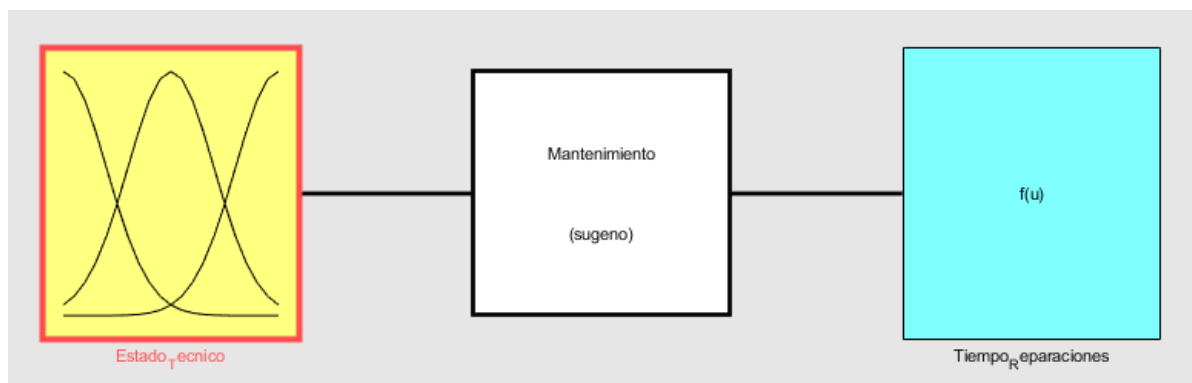 Mantenimiento
f(u)
(sugeno)
Estado_Tecnico
Tiempo_Reparaciones